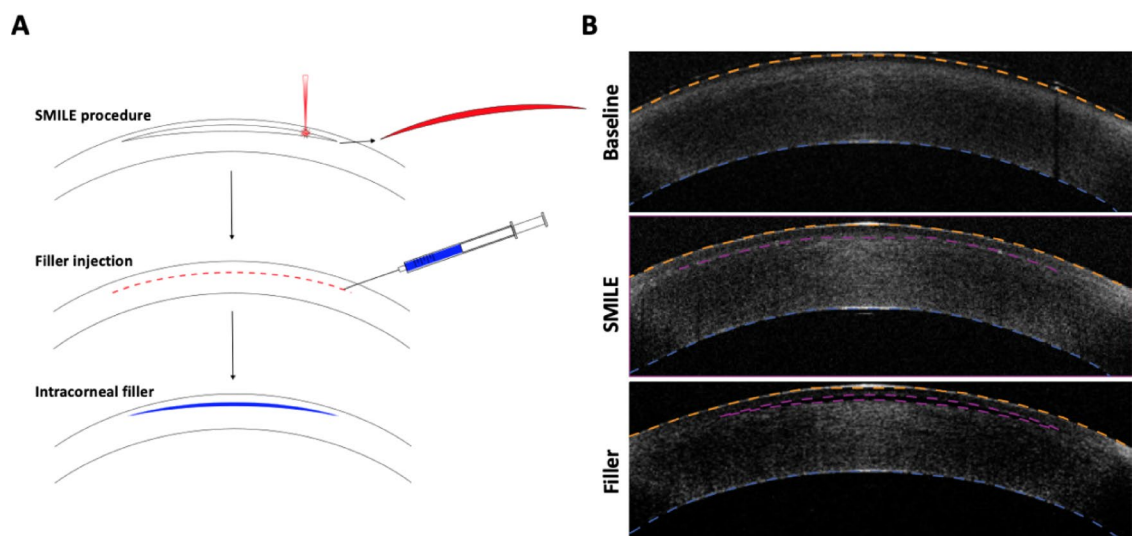 A
B
SMILE procedure
Filler injection
Intracorneal filler
Baseline
SMILE
Filler